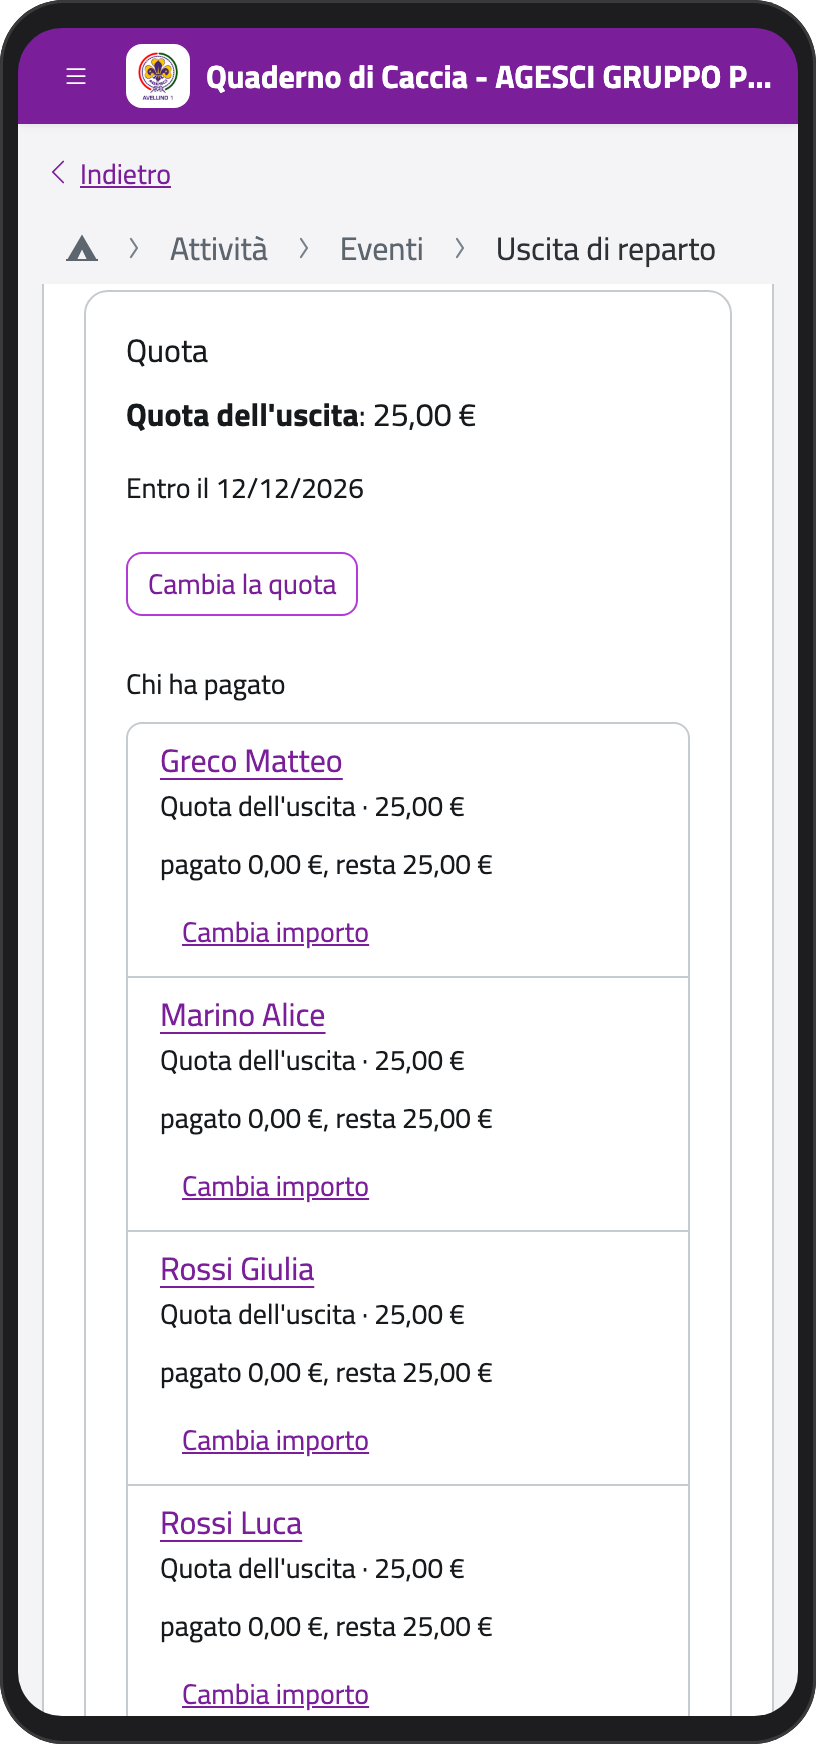 AVELLINO 1
Quaderno di Caccia - AGESCI GRUPPO P...
Indietro
Attività
Eventi
Uscita di reparto
Quota
Quota dell'uscita: 25,00 €
Entro il 12/12/2026
Cambia la quota
Chi ha pagato
Greco Matteo
Quota dell'uscita · 25,00 €
pagato 0,00 €, resta 25,00 €
Cambia importo
Marino Alice
Quota dell'uscita · 25,00 €
pagato 0,00 €, resta 25,00 €
Cambia importo
Rossi Giulia
Quota dell'uscita · 25,00 €
pagato 0,00 €, resta 25,00 €
Cambia importo
Rossi Luca
Quota dell'uscita · 25,00 €
pagato 0,00 €, resta 25,00 €
Cambia importo